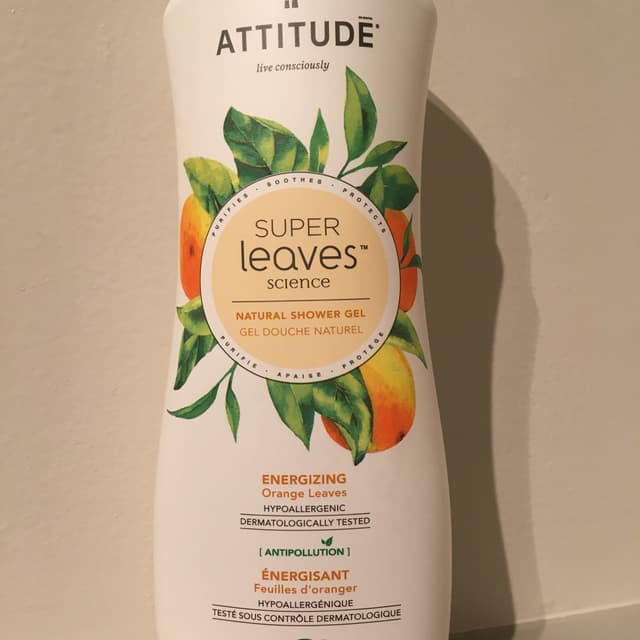 ATTITUDE
live consciously
PURIFIES • SOOTHES • PROTECTS
SUPER
leaves™
science
NATURAL SHOWER GEL
GEL DOUCHE NATUREL
PURIFIE • APAISE • PROTÈGE
ENERGIZING
Orange Leaves
HYPOALLERGENIC
DERMATOLOGICALLY TESTED
[ ANTIPOLLUTION ]
ÉNERGISANT
Feuilles d'oranger
HYPOALLERGÉNIQUE
TESTÉ SOUS CONTRÔLE DERMATOLOGIQUE